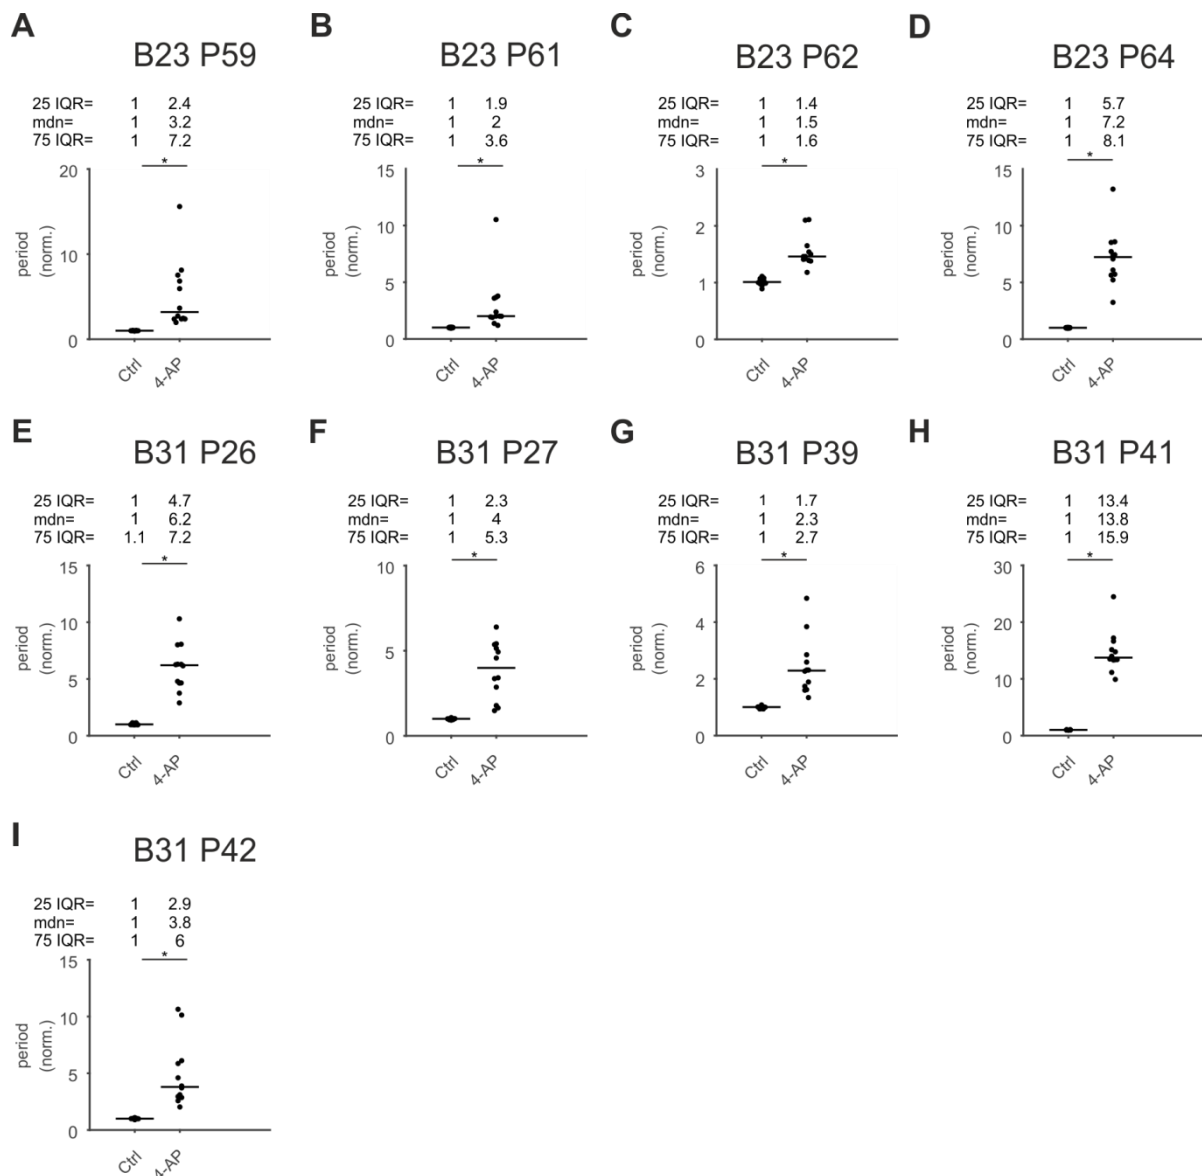 A
B23 P59
25 IQR= 1 2.4
mdn= 1 3.2
75 IQR= 1 7.2
*
20
10
0
period
(norm.)
Ctrl
4-AP
B
B23 P61
25 IQR= 1 1.9
mdn= 1 2
75 IQR= 1 3.6
*
15
10
5
0
period
(norm.)
Ctrl
4-AP
C
B23 P62
25 IQR= 1 1.4
mdn= 1 1.5
75 IQR= 1 1.6
*
3
2
1
0
period
(norm.)
Ctrl
4-AP
D
B23 P64
25 IQR= 1 5.7
mdn= 1 7.2
75 IQR= 1 8.1
*
15
10
5
0
period
(norm.)
Ctrl
4-AP
E
B31 P26
25 IQR= 1 4.7
mdn= 1 6.2
75 IQR= 1.1 7.2
*
15
10
5
0
period
(norm.)
Ctrl
4-AP
F
B31 P27
25 IQR= 1 2.3
mdn= 1 4
75 IQR= 1 5.3
*
10
5
0
period
(norm.)
Ctrl
4-AP
G
B31 P39
25 IQR= 1 1.7
mdn= 1 2.3
75 IQR= 1 2.7
*
6
4
2
0
period
(norm.)
Ctrl
4-AP
H
B31 P41
25 IQR= 1 13.4
mdn= 1 13.8
75 IQR= 1 15.9
*
30
20
10
0
period
(norm.)
Ctrl
4-AP
I
B31 P42
25 IQR= 1 2.9
mdn= 1 3.8
75 IQR= 1 6
*
15
10
5
0
period
(norm.)
Ctrl
4-AP